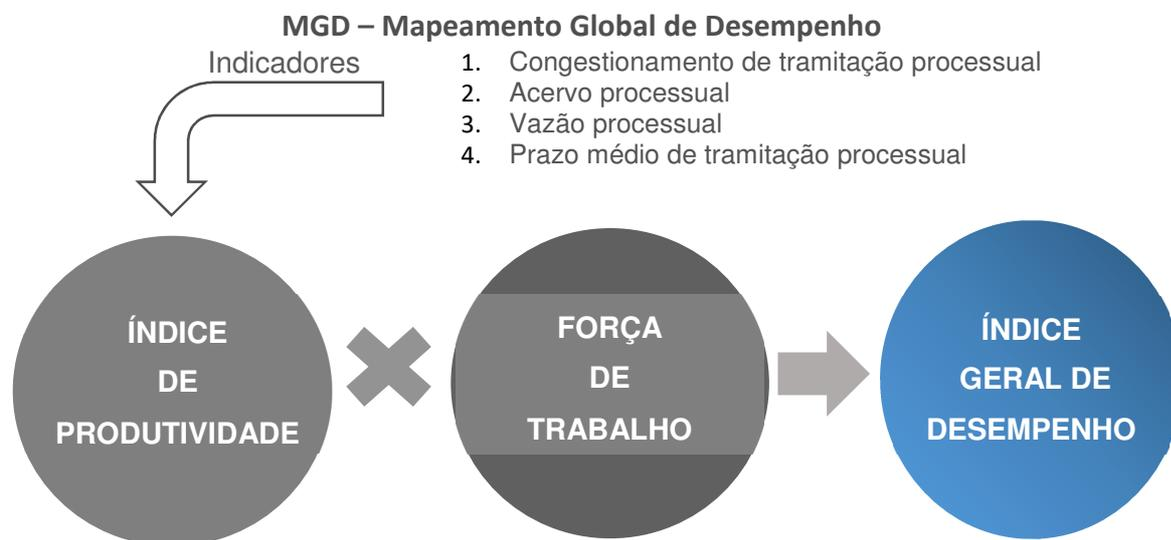 MGD – Mapeamento Global de Desempenho
Indicadores
1. Congestionamento de tramitação processual
2. Acervo processual
3. Vazão processual
4. Prazo médio de tramitação processual
ÍNDICE
DE
PRODUTIVIDADE
FORÇA
DE
TRABALHO
ÍNDICE
GERAL DE
DESEMPENHO